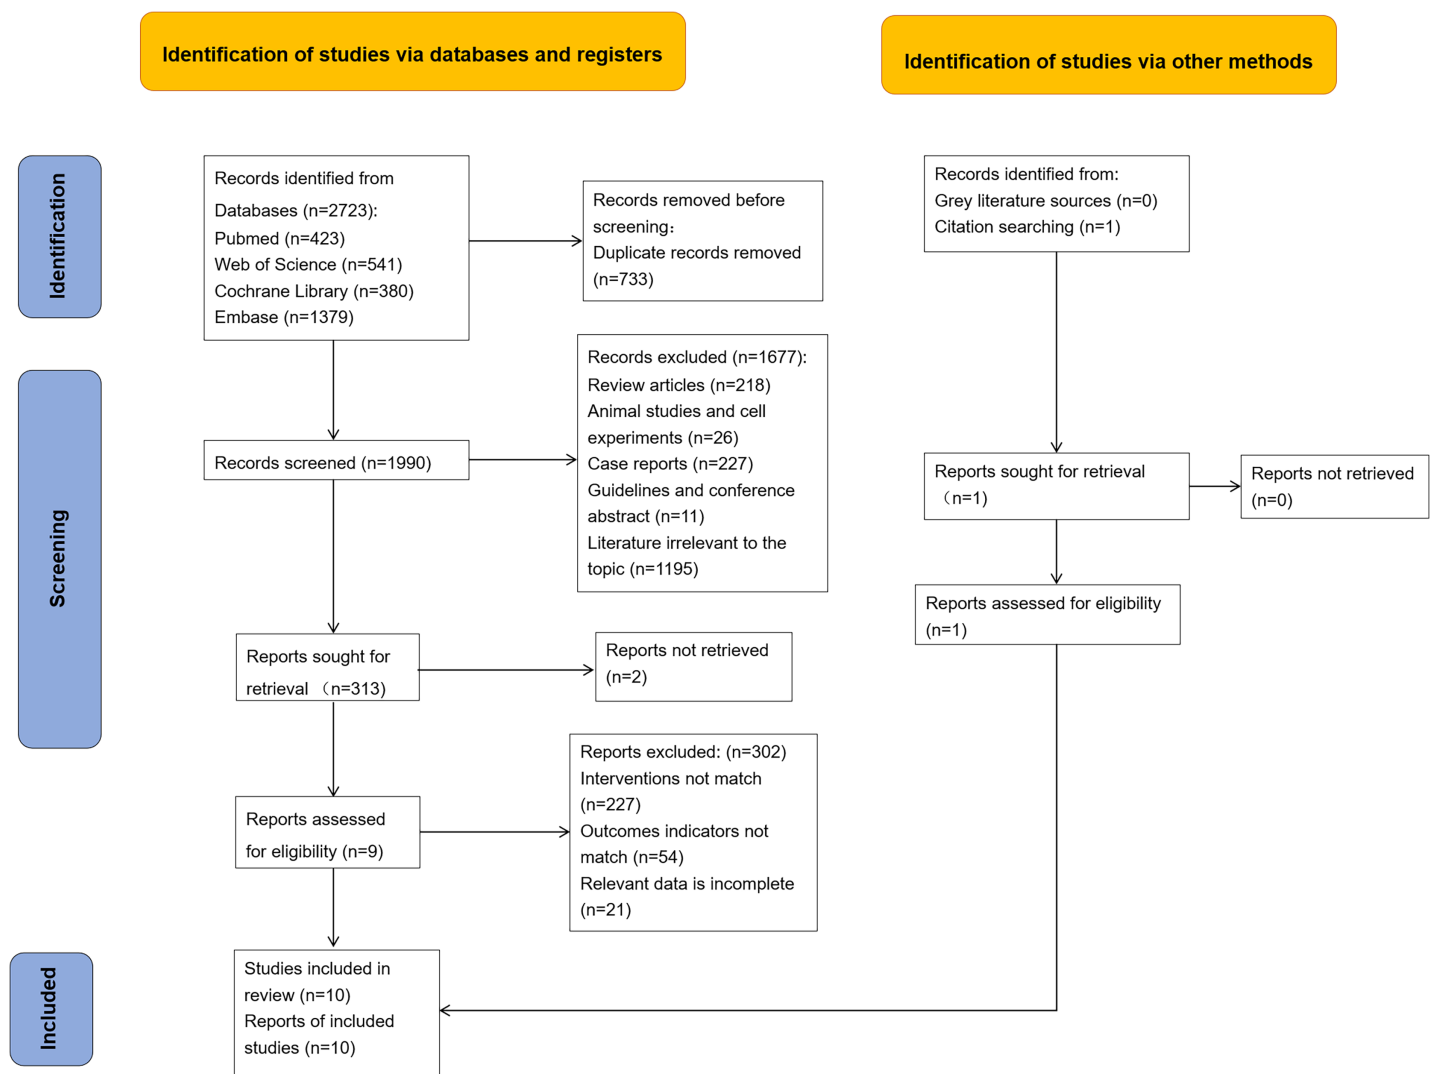 Identification of studies via databases and registers
Identification of studies via other methods
Identification
Records identified from
Databases (n=2723):
Pubmed (n=423)
Web of Science (n=541)
Cochrane Library (n=380)
Embase (n=1379)
Records removed before
screening：
Duplicate records removed
(n=733)
Records identified from:
Grey literature sources (n=0)
Citation searching (n=1)
Screening
Records screened (n=1990)
Records excluded (n=1677):
Review articles (n=218)
Animal studies and cell
experiments (n=26)
Case reports (n=227)
Guidelines and conference
abstract (n=11)
Literature irrelevant to the
topic (n=1195)
Reports sought for retrieval
（n=1)
Reports not retrieved
(n=0)
Reports sought for
retrieval （n=313)
Reports not retrieved
(n=2)
Reports assessed for eligibility
(n=1)
Reports assessed
for eligibility (n=9)
Reports excluded: (n=302)
Interventions not match
(n=227)
Outcomes indicators not
match (n=54)
Relevant data is incomplete
(n=21)
Included
Studies included in
review (n=10)
Reports of included
studies (n=10)